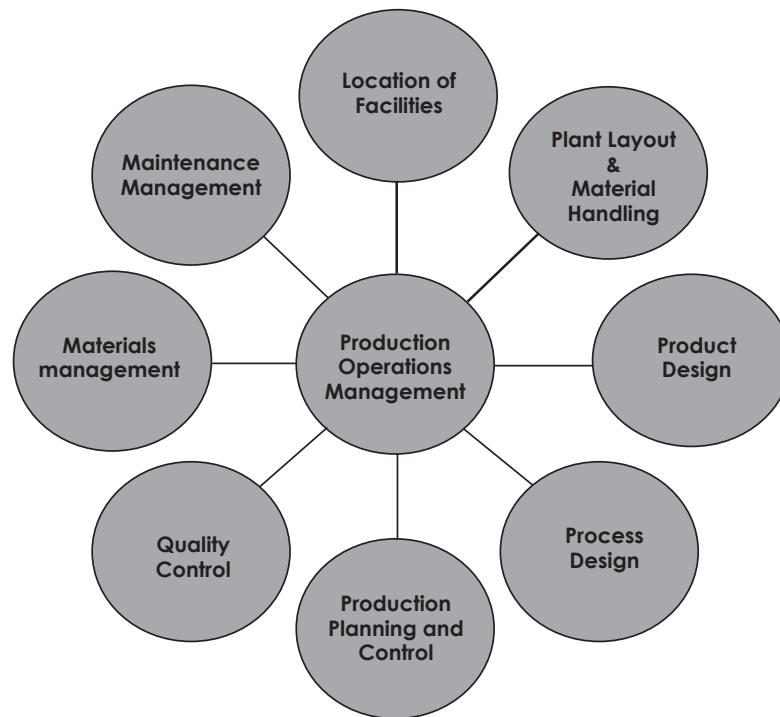 Location of
Facilities
Plant Layout
&
Material
Handling
Maintenance
Management
Product
Design
Production
Operations
Management
Materials
management
Process
Design
Quality
Control
Production
Planning and
Control